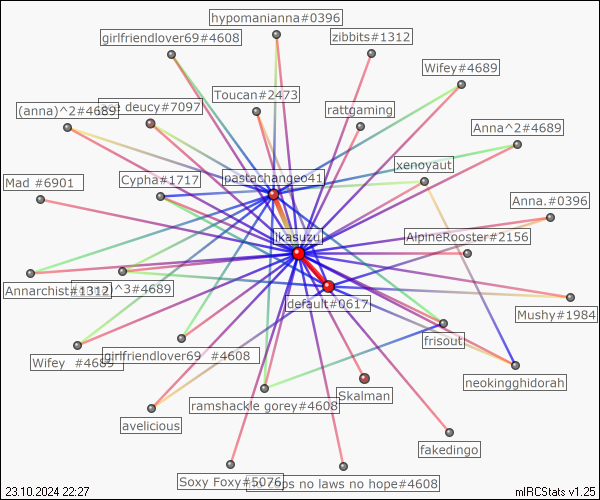 hypomanianna#0396
girlfriendlover69#4608
zibbits#1312
Wifey#4689
Toucan#2473
(anna)^2#4689
deucy#7097
rattgaming
Anna^2#4689
xenoyaut
pastachangeo41
Cypha#1717
Mad #6901
Anna.#0396
ikasuzu
AlpineRooster#2156
Annarchist#1312
)^3#4689
default#0617
Mushy#1984
frisout
Wifey  #4689
girlfriendlover69  #4608
neokingghidorah
Skalman
ramshackle gorey#4608
avelicious
fakedingo
Soxy Foxy#5076
no laws no hope#4608
23.10.2024 22:27
mIRCStats v1.25